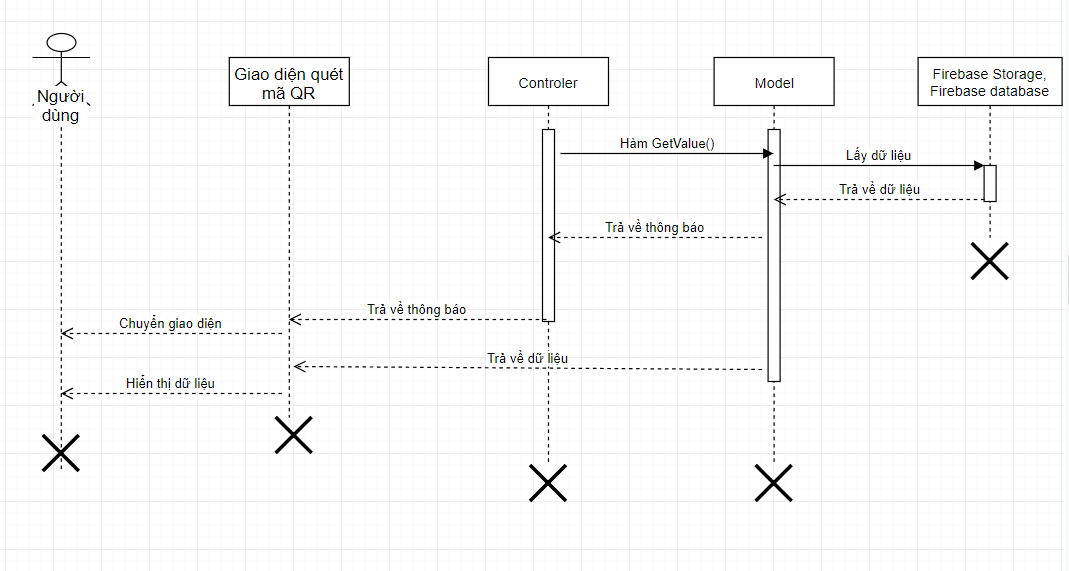 Người
dùng
Giao diện quét
mã QR
Controler
Model
Firebase Storage,
Firebase database
Hàm GetValue()
Lấy dữ liệu
Trả về dữ liệu
Trả về thông báo
Trả về thông báo
Chuyển giao diện
Trả về dữ liệu
Hiển thị dữ liệu